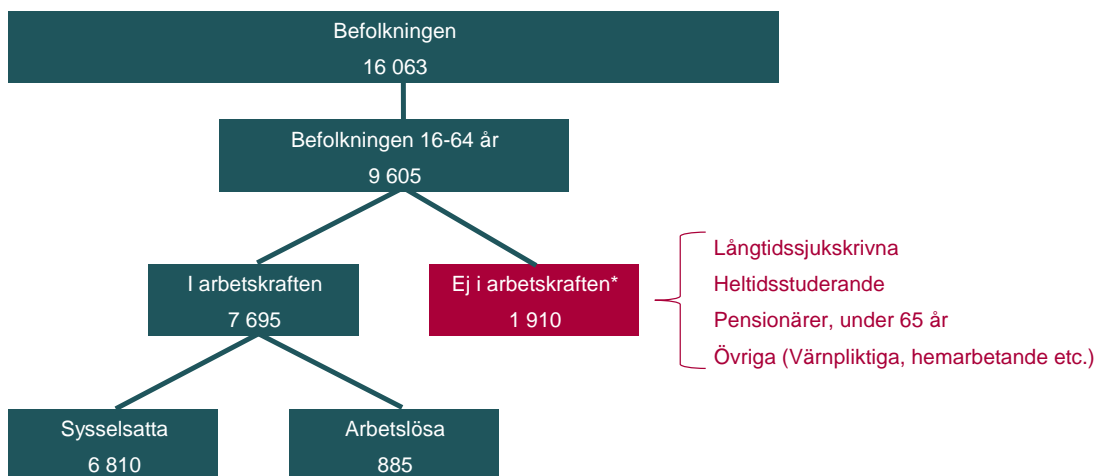 Befolkningen
16 063
Befolkningen 16-64 år
9 605
I arbetskraften
7 695
Ej i arbetskraften*
1 910
Långtidssjukskrivna
Heltidsstuderande
Pensionärer, under 65 år
Övriga (Värnpliktiga, hemarbetande etc.)
Sysselsatta
6 810
Arbetslösa
885